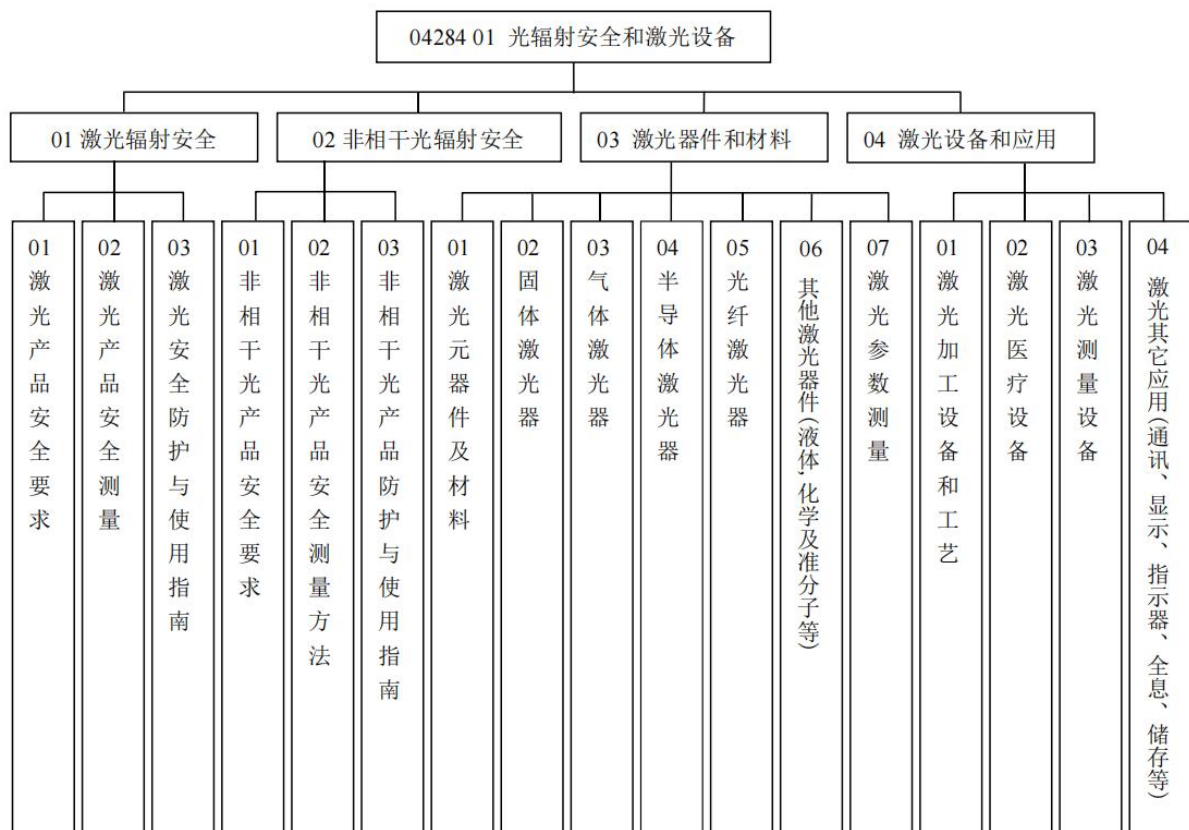 04284 01 光辐射安全和激光设备
01 激光辐射安全
02 非相干光辐射安全
03 激光器件和材料
04 激光设备和应用
01 激光产品安全要求
02 激光产品安全测量
03 激光安全防护与使用指南
01 非相干光产品安全要求
02 非相干光产品安全测量方法
03 非相干光产品防护与使用指南
01 激光元器件及材料
02 固体激光器
03 气体激光器
04 半导体激光器
05 光纤激光器
06 其他激光器件(液体,化学及准分子等)
07 激光参数测量
01 激光加工设备和工艺
02 激光医疗设备
03 激光测量设备
04 激光其它应用(通讯、显示、指示器、全息、储存等)